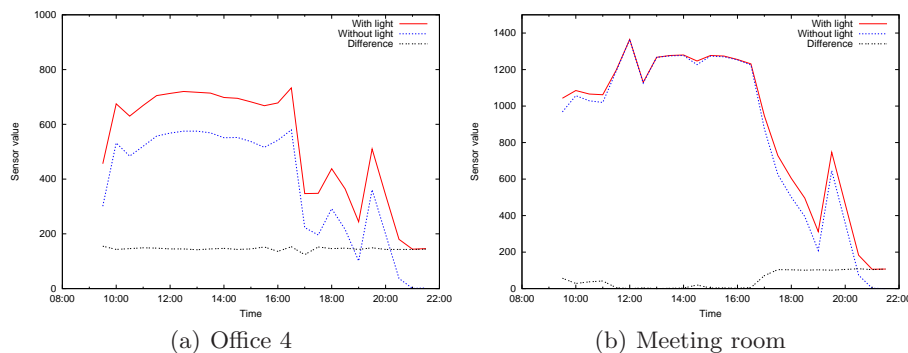 With light
Without light
Difference
1000
800
600
400
200
0
Sensor value
08:00 10:00 12:00 14:00 16:00 18:00 20:00 22:00
Time
(a) Office 4
With light
Without light
Difference
1400
1200
1000
800
600
400
200
0
Sensor value
08:00 10:00 12:00 14:00 16:00 18:00 20:00 22:00
Time
(b) Meeting room